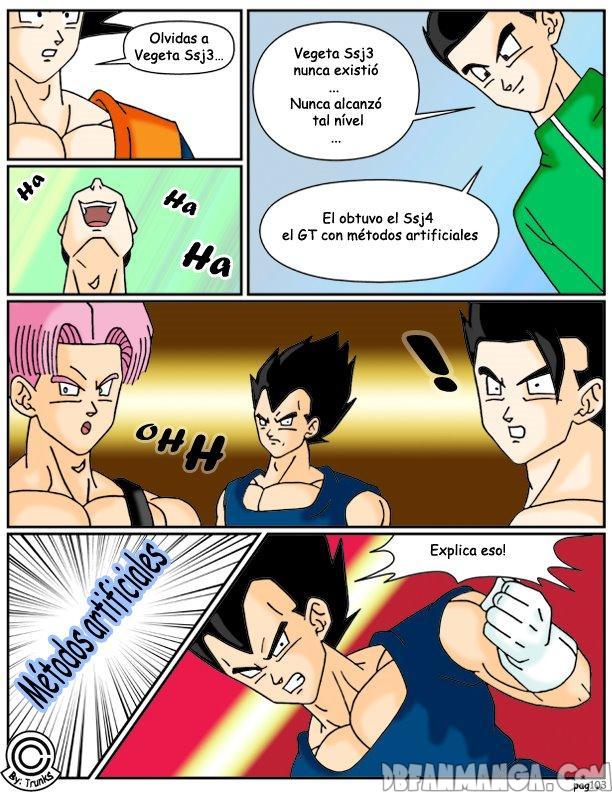 Olvidas a
Vegeta Ssj3...
Vegeta Ssj3
nunca existió
...
Nunca alcanzó
tal nível
...
El obtuvo el Ssj4
el GT con métodos artificiales
Ha
Ha
Ha
OHH
!
Métodos artificiales
Explica eso!
C
By: Trunks
DBFANMANGA.COM
pag103